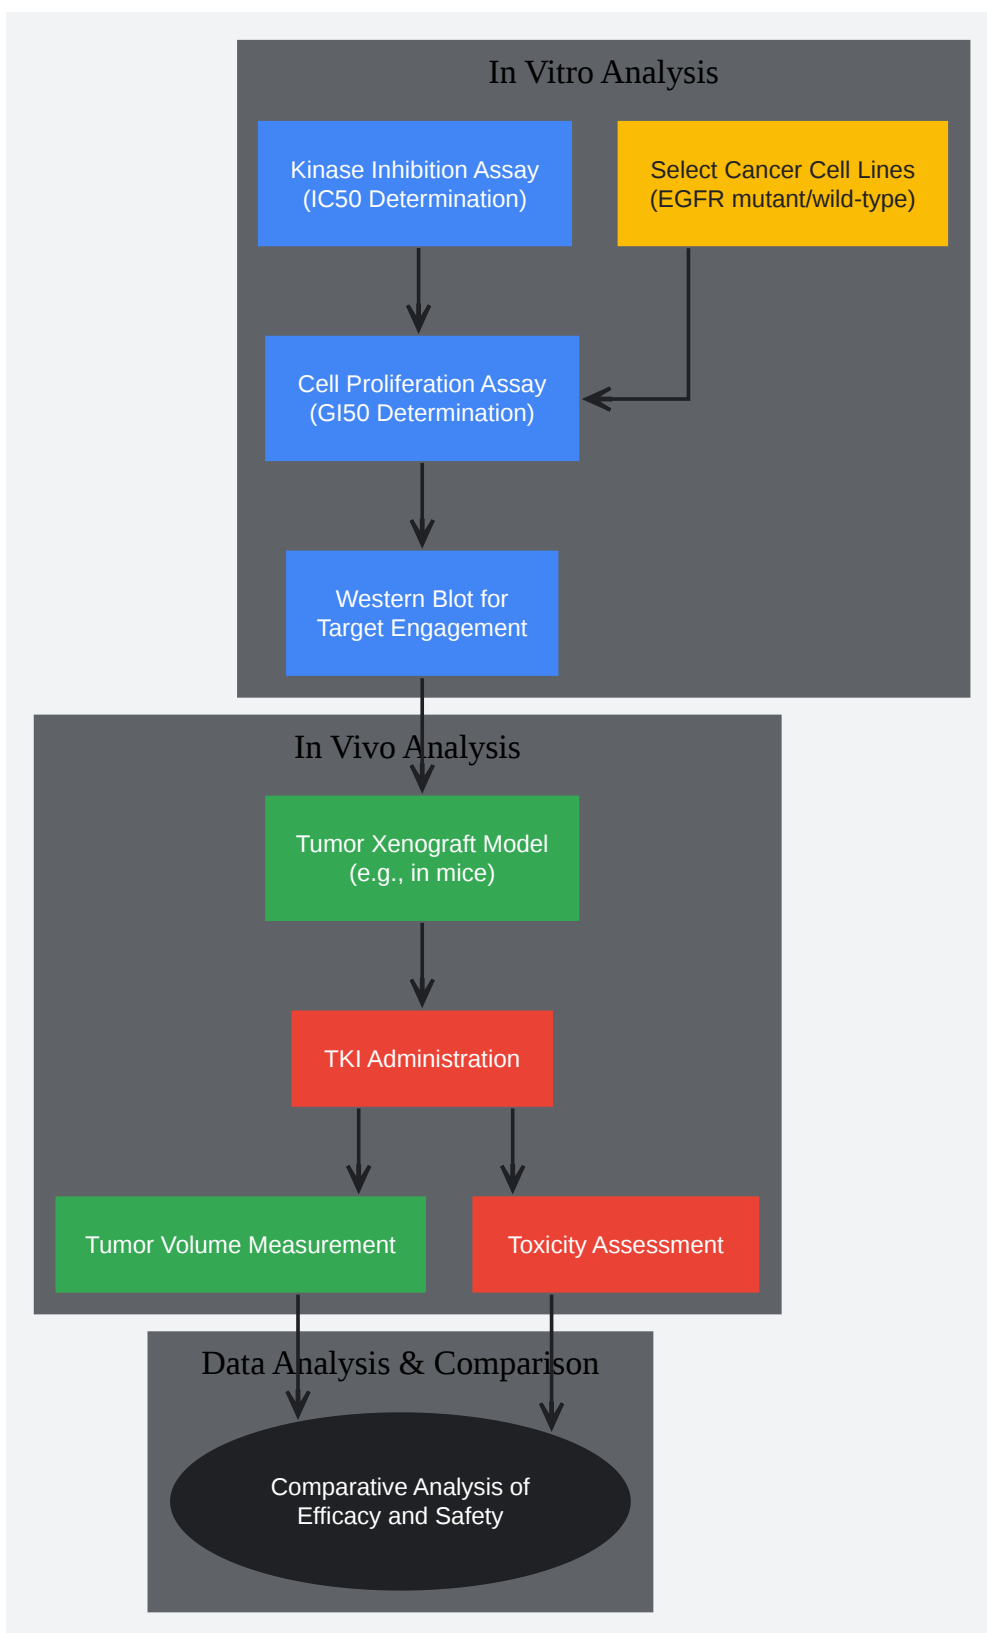 In Vitro Analysis
Kinase Inhibition Assay
(IC50 Determination)
Select Cancer Cell Lines
(EGFR mutant/wild-type)
Cell Proliferation Assay
(GI50 Determination)
Western Blot for
Target Engagement
In Vivo Analysis
Tumor Xenograft Model
(e.g., in mice)
TKI Administration
Tumor Volume Measurement
Toxicity Assessment
Data Analysis & Comparison
Comparative Analysis of
Efficacy and Safety